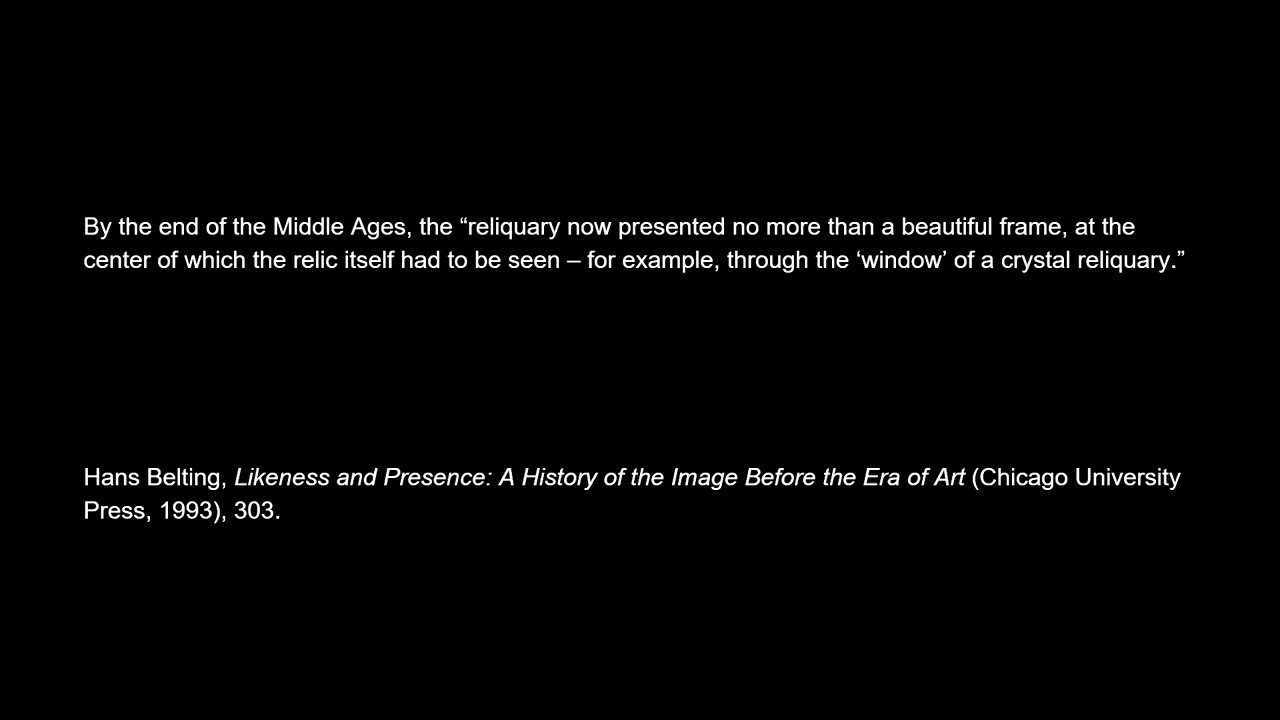 By the end of the Middle Ages, the “reliquary now presented no more than a beautiful frame, at the
center of which the relic itself had to be seen – for example, through the ‘window’ of a crystal reliquary.”
Hans Belting, Likeness and Presence: A History of the Image Before the Era of Art (Chicago University
Press, 1993), 303.